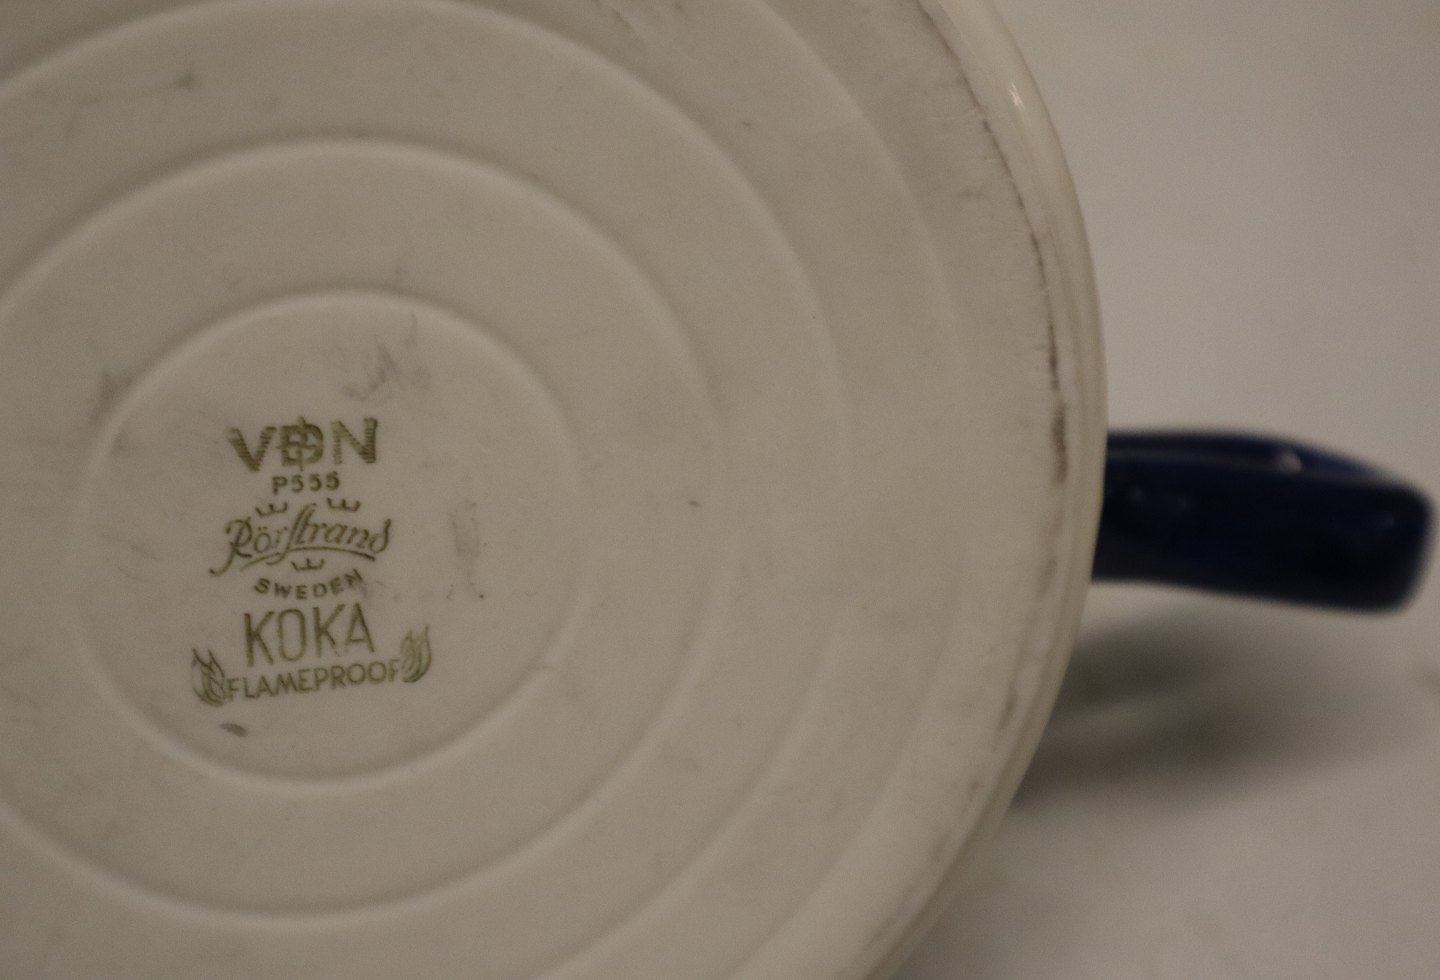 VDN
P555
Rörstrand
SWEDEN
KOKA
FLAMEPROOF